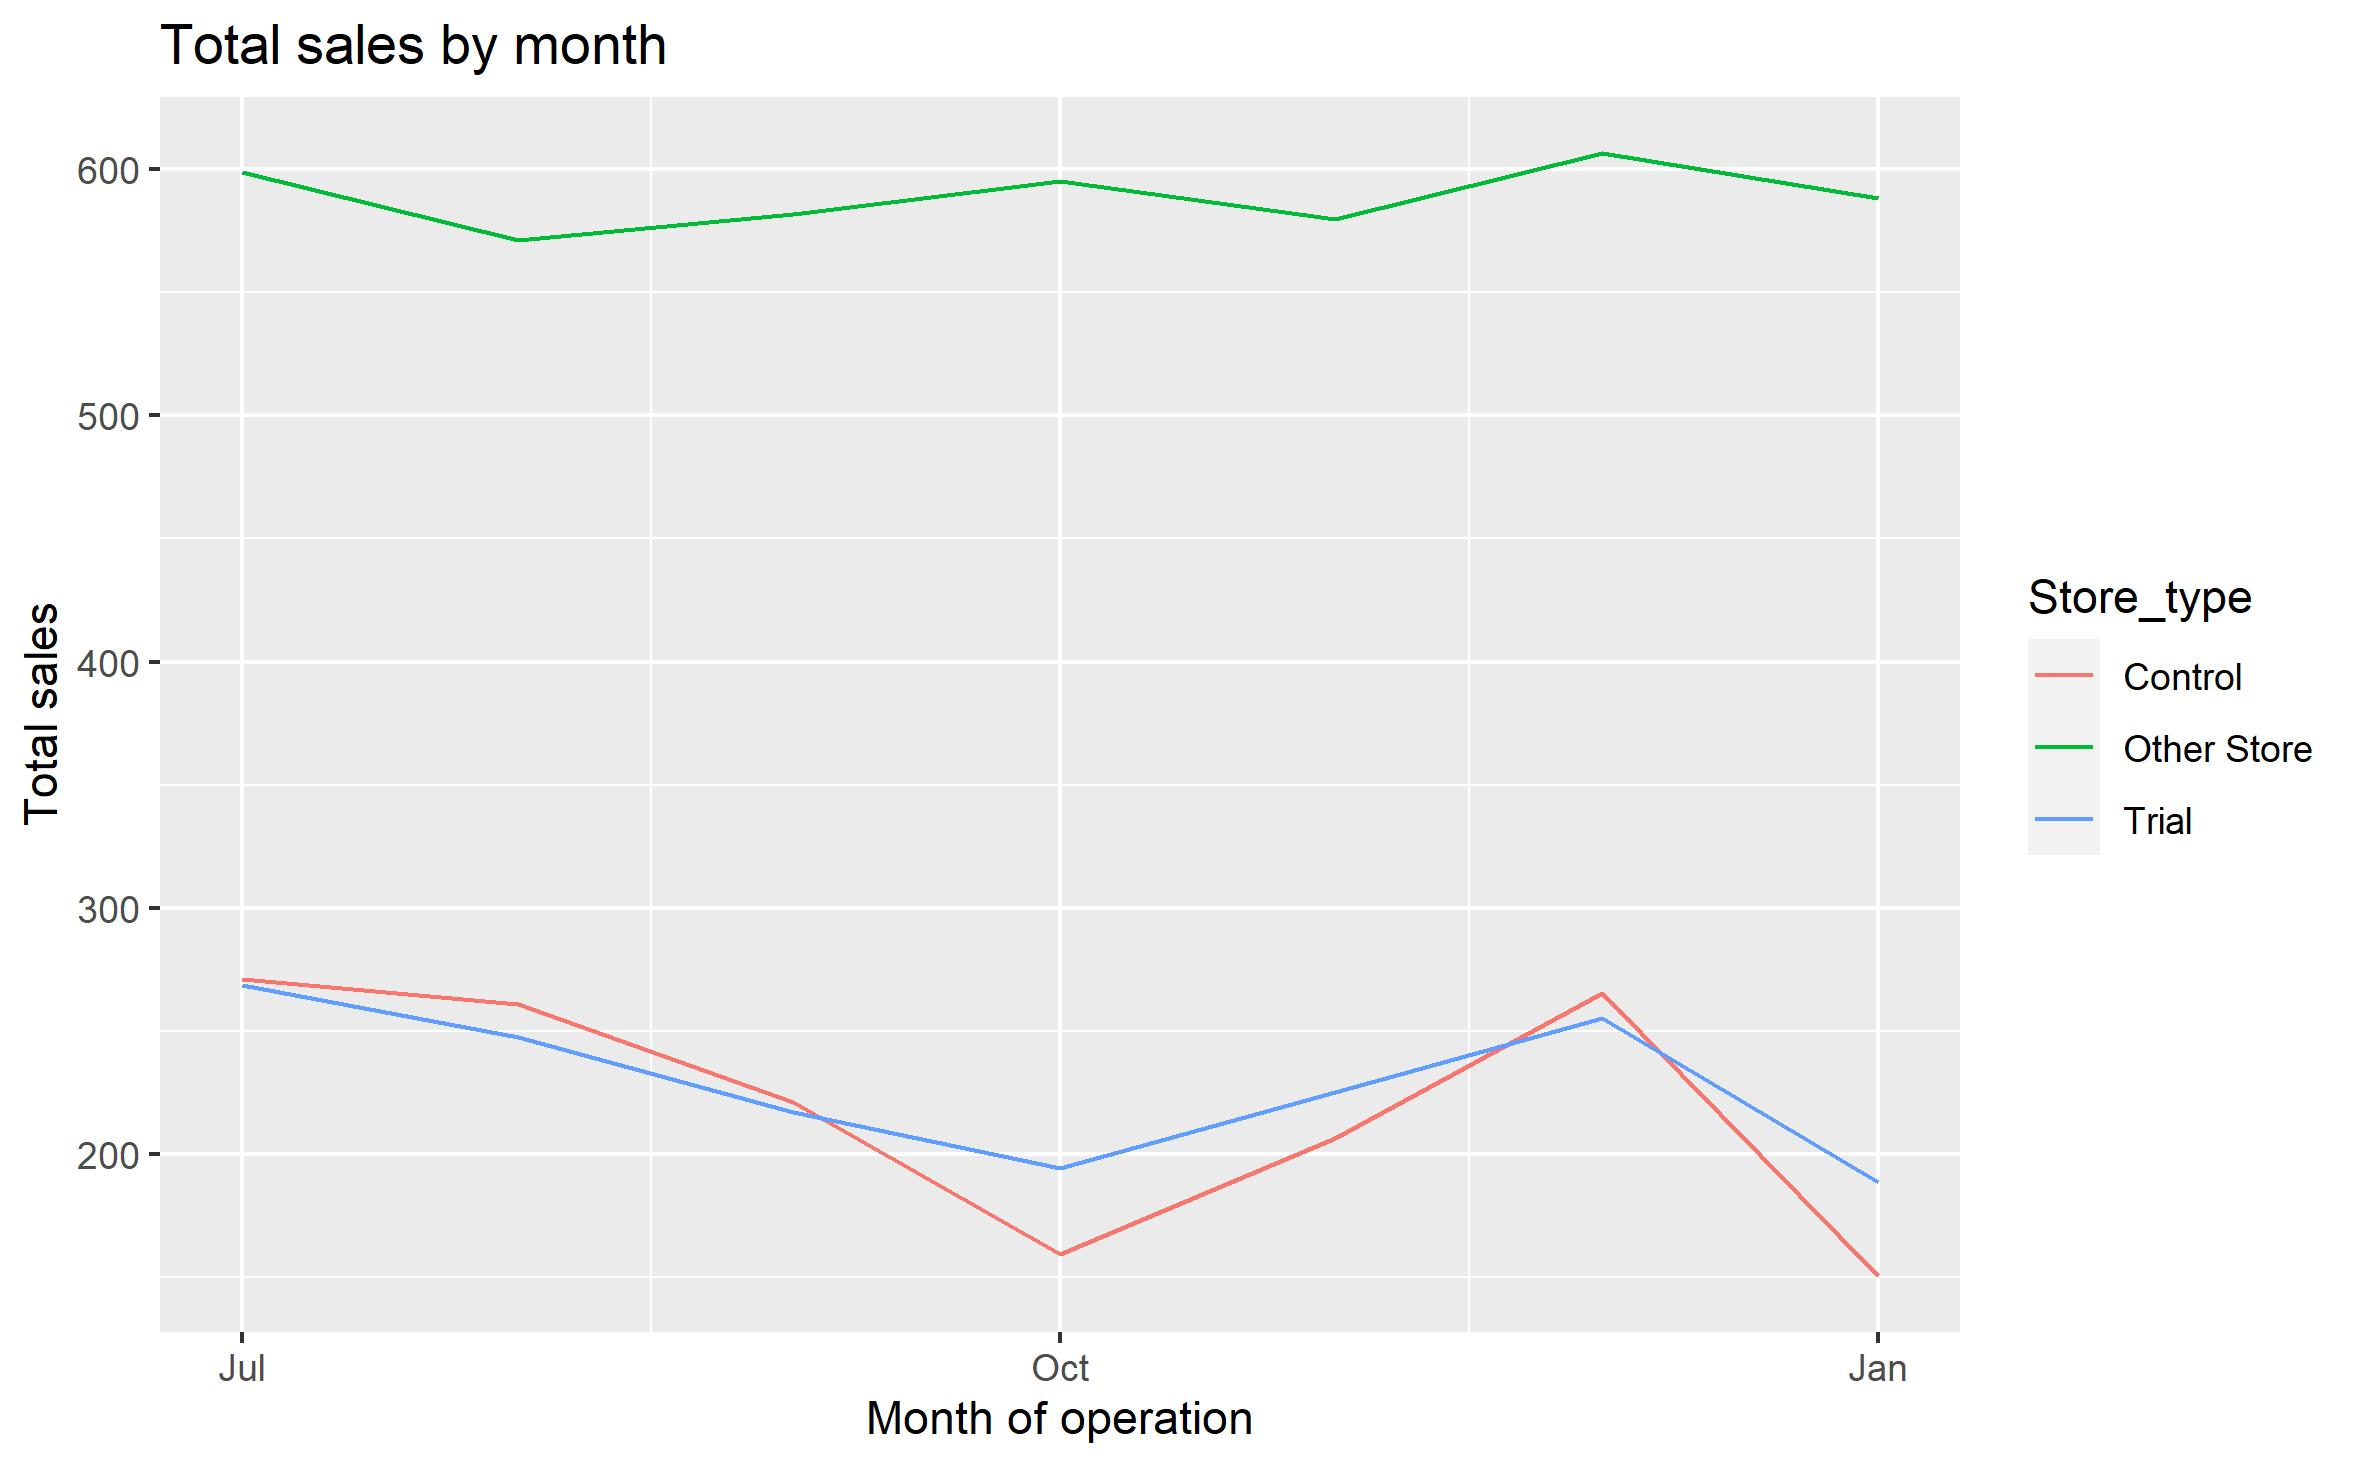 Total sales by month
600
500
400
300
200
Total sales
Jul
Oct
Jan
Month of operation
Store_type
Control
Other Store
Trial